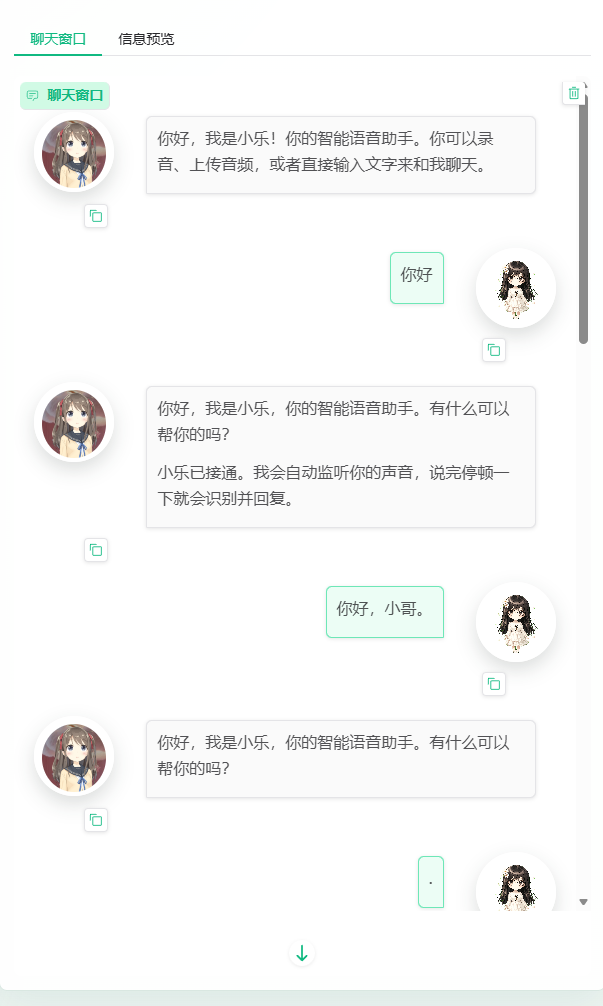 聊天窗口
信息预览
聊天窗口
你好，我是小乐！你的智能语音助手。你可以录
音、上传音频，或者直接输入文字来和我聊天。
你好
你好，我是小乐，你的智能语音助手。有什么可以
帮你的吗？
小乐已接通。我会自动监听你的声音，说完停顿一
下就会识别并回复。
你好，小哥。
你好，我是小乐，你的智能语音助手。有什么可以
帮你的吗？
.